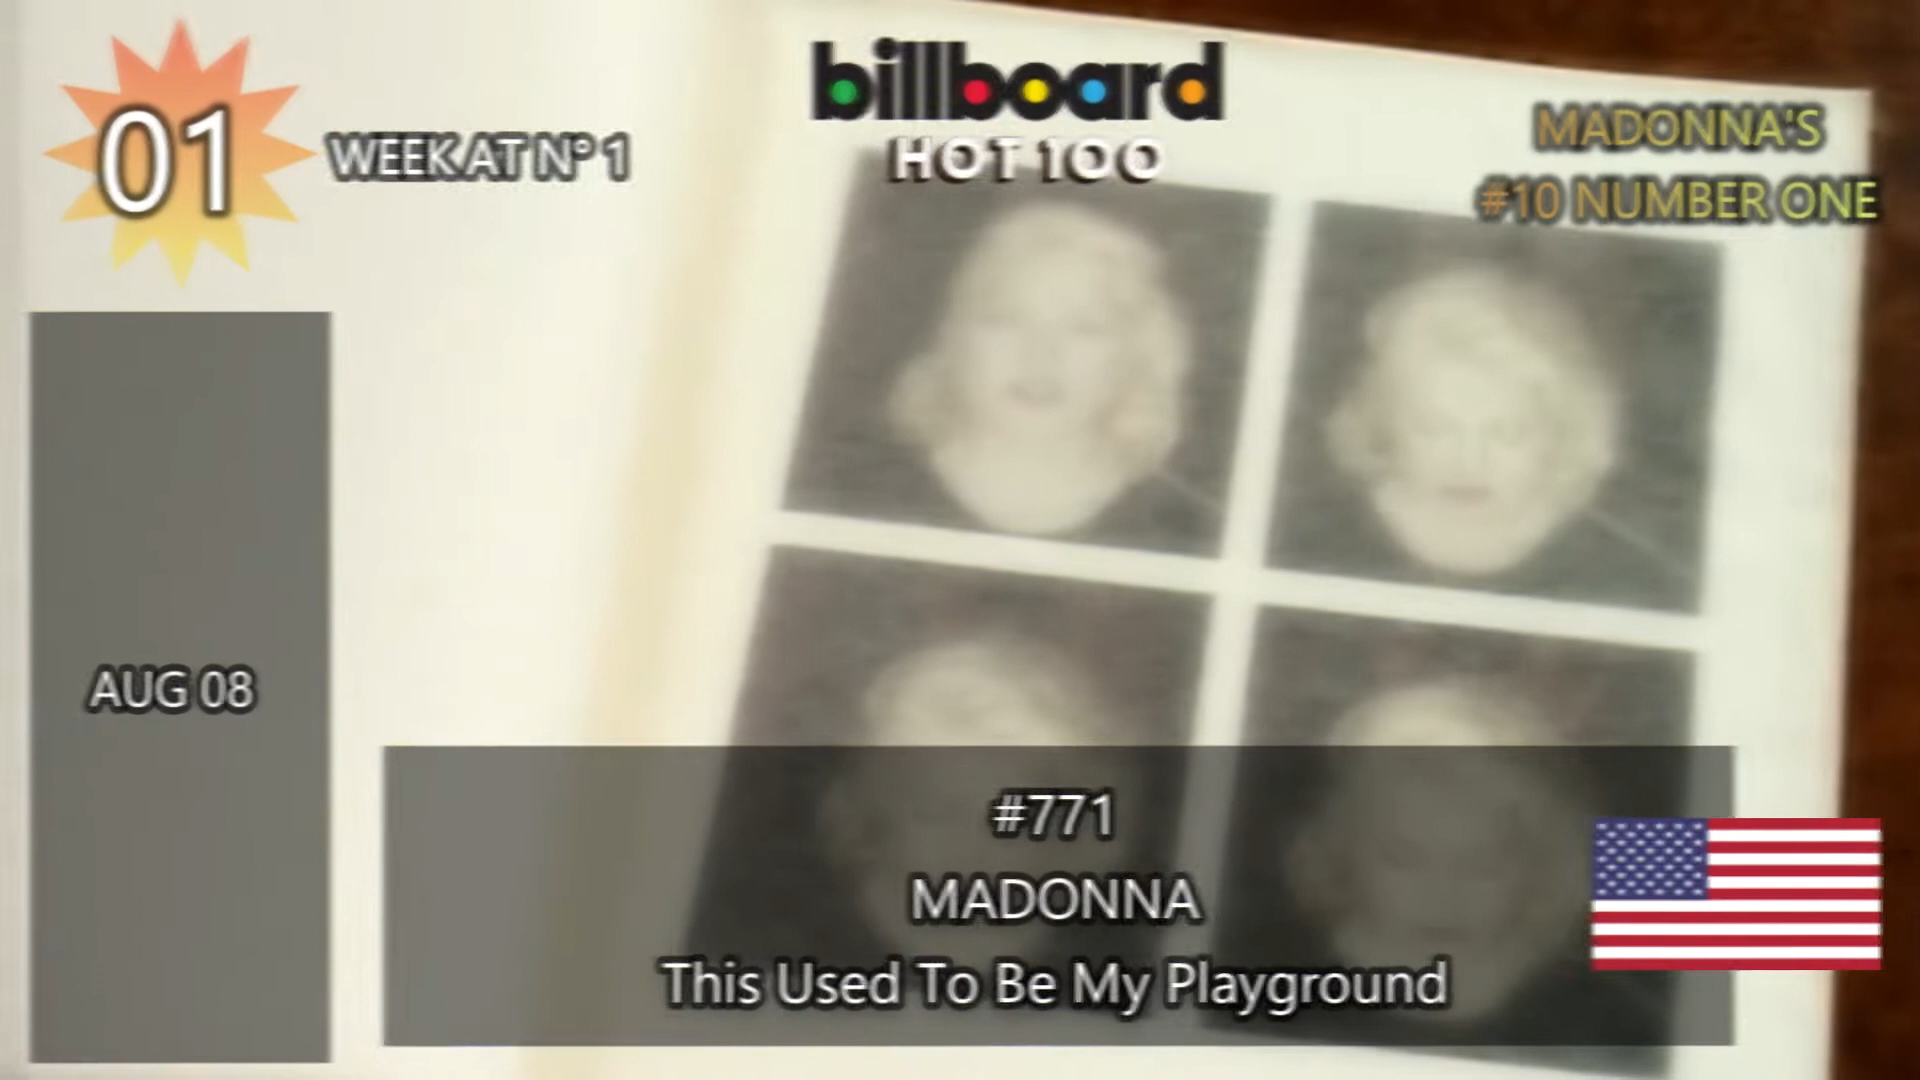 01
WEEK AT Nº 1
billboard
HOT 100
MADONNA'S
#10 NUMBER ONE
AUG 08
#771
MADONNA
This Used To Be My Playground